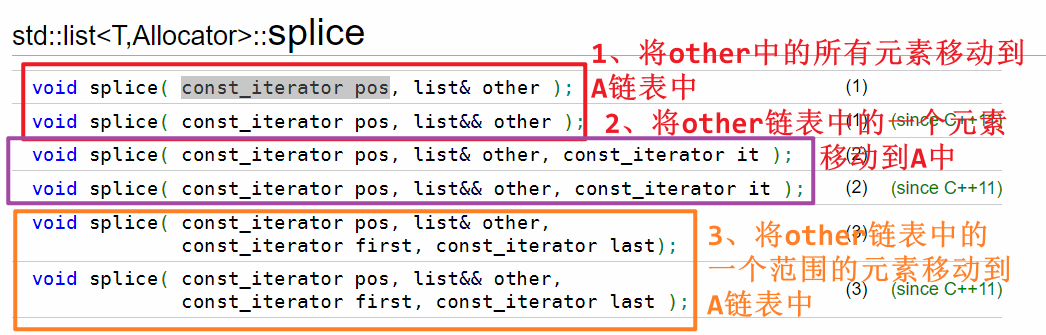 std::list<T,Allocator>::splice
1、将other中的所有元素移动到
A链表中
void splice( const_iterator pos, list& other ); (1)
void splice( const_iterator pos, list&& other ); (1) (since C++11)
2、将other链表中的 一个元素
移动到A中
void splice( const_iterator pos, list& other, const_iterator it ); (2)
void splice( const_iterator pos, list&& other, const_iterator it ); (2) (since C++11)
void splice( const_iterator pos, list& other,
const_iterator first, const_iterator last); (3)
3、将other链表中的
一个范围的元素移动到
A链表中
void splice( const_iterator pos, list&& other,
const_iterator first, const_iterator last ); (3) (since C++11)